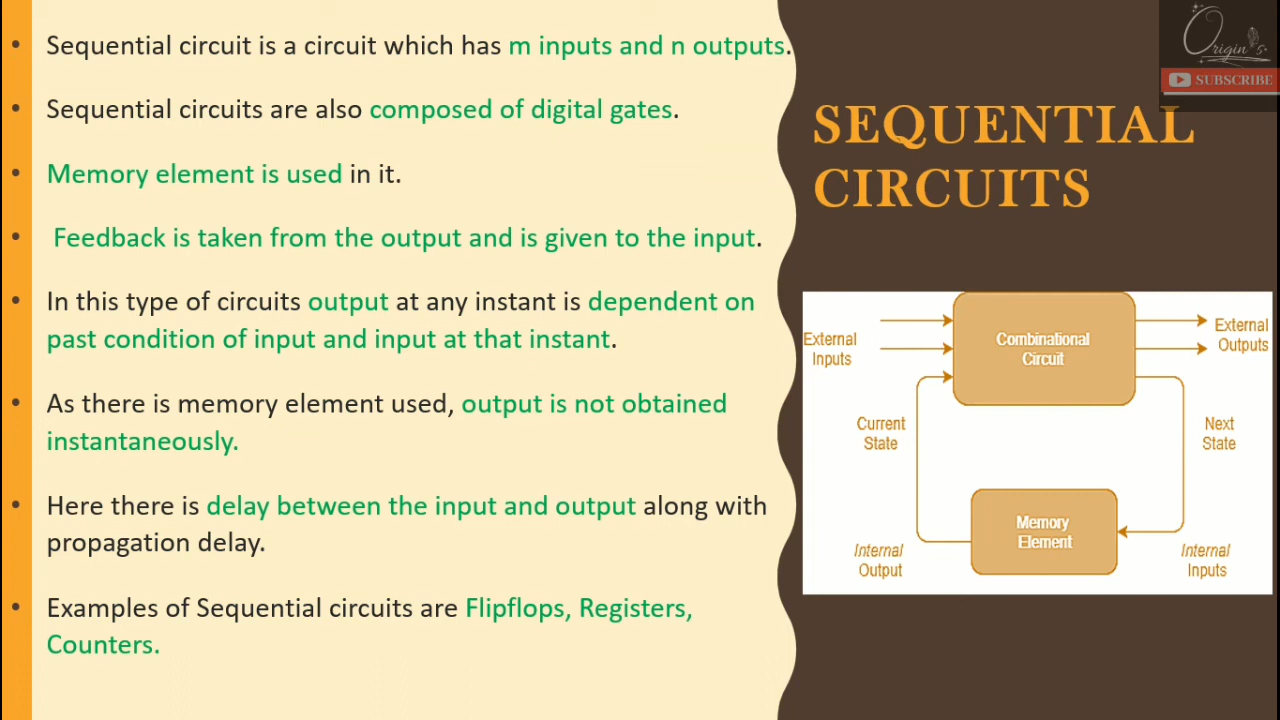 • Sequential circuit is a circuit which has m inputs and n outputs.
• Sequential circuits are also composed of digital gates.
• Memory element is used in it.
• Feedback is taken from the output and is given to the input.
• In this type of circuits output at any instant is dependent on
past condition of input and input at that instant.
• As there is memory element used, output is not obtained
instantaneously.
• Here there is delay between the input and output along with
propagation delay.
• Examples of Sequential circuits are Flipflops, Registers,
Counters.
Origin's
SUBSCRIBE
SEQUENTIAL
CIRCUITS
External
Inputs
Combinational
Circuit
External
Outputs
Current
State
Next
State
Memory
Element
Internal
Output
Internal
Inputs